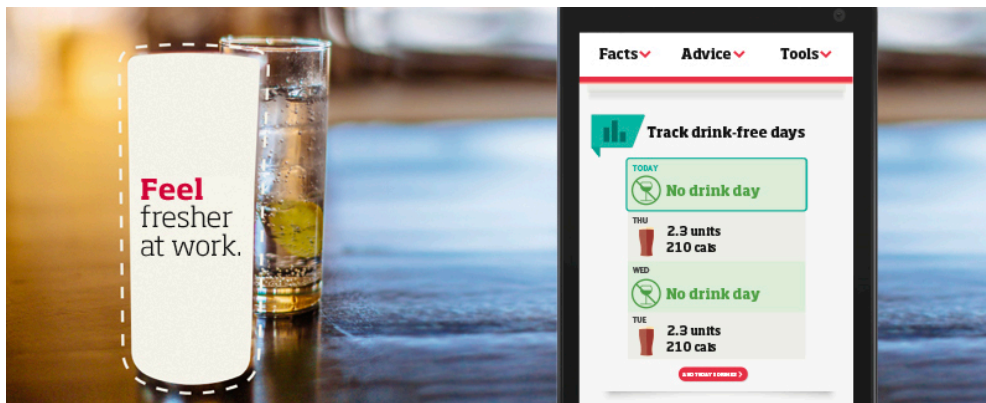 Feel
fresher
at work.
Facts Advice Tools
Track drink-free days
TODAY
No drink day
THU
2.3 units
210 cals
WED
No drink day
TUE
2.3 units
210 cals